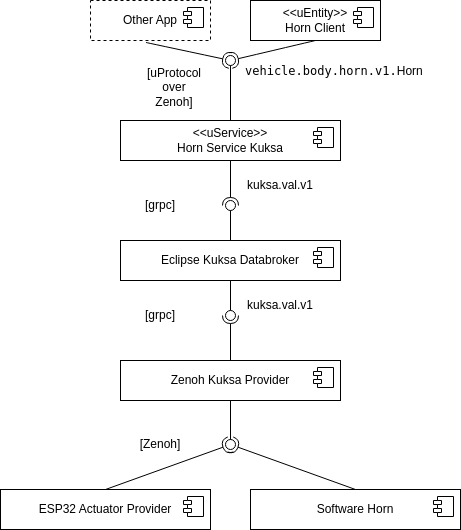 Other App
<<uEntity>>
Horn Client
[uProtocol
over
Zenoh]
vehicle.body.horn.v1.Horn
<<uService>>
Horn Service Kuksa
kuksa.val.v1
[grpc]
Eclipse Kuksa Databroker
kuksa.val.v1
[grpc]
Zenoh Kuksa Provider
[Zenoh]
ESP32 Actuator Provider
Software Horn